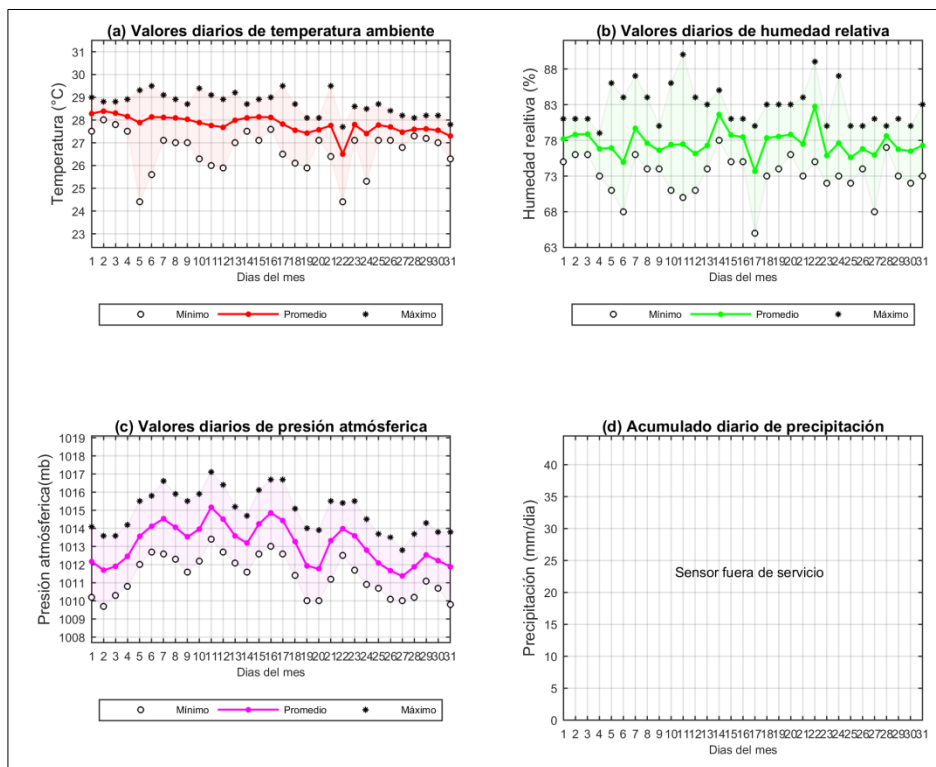 (a) Valores diarios de temperatura ambiente
Temperatura (°C)
31
30
29
28
27
26
25
24
23
1 2 3 4 5 6 7 8 9 10 11 12 13 14 15 16 17 18 19 20 21 22 23 24 25 26 27 28 29 30 31
Dias del mes
Mínimo Promedio Máximo
(b) Valores diarios de humedad relativa
Humedad realtiva (%)
88
83
78
73
68
63
1 2 3 4 5 6 7 8 9 10 11 12 13 14 15 16 17 18 19 20 21 22 23 24 25 26 27 28 29 30 31
Dias del mes
Mínimo Promedio Máximo
(c) Valores diarios de presión atmósferica
Presión atmósferica(mb)
1019
1018
1017
1016
1015
1014
1013
1012
1011
1010
1009
1008
1 2 3 4 5 6 7 8 9 10 11 12 13 14 15 16 17 18 19 20 21 22 23 24 25 26 27 28 29 30 31
Dias del mes
Mínimo Promedio Máximo
(d) Acumulado diario de precipitación
Precipitación (mm/dia)
40
35
30
25
20
15
10
5
0
Sensor fuera de servicio
1 2 3 4 5 6 7 8 9 10 11 12 13 14 15 16 17 18 19 20 21 22 23 24 25 26 27 28 29 30 31
Dias del mes